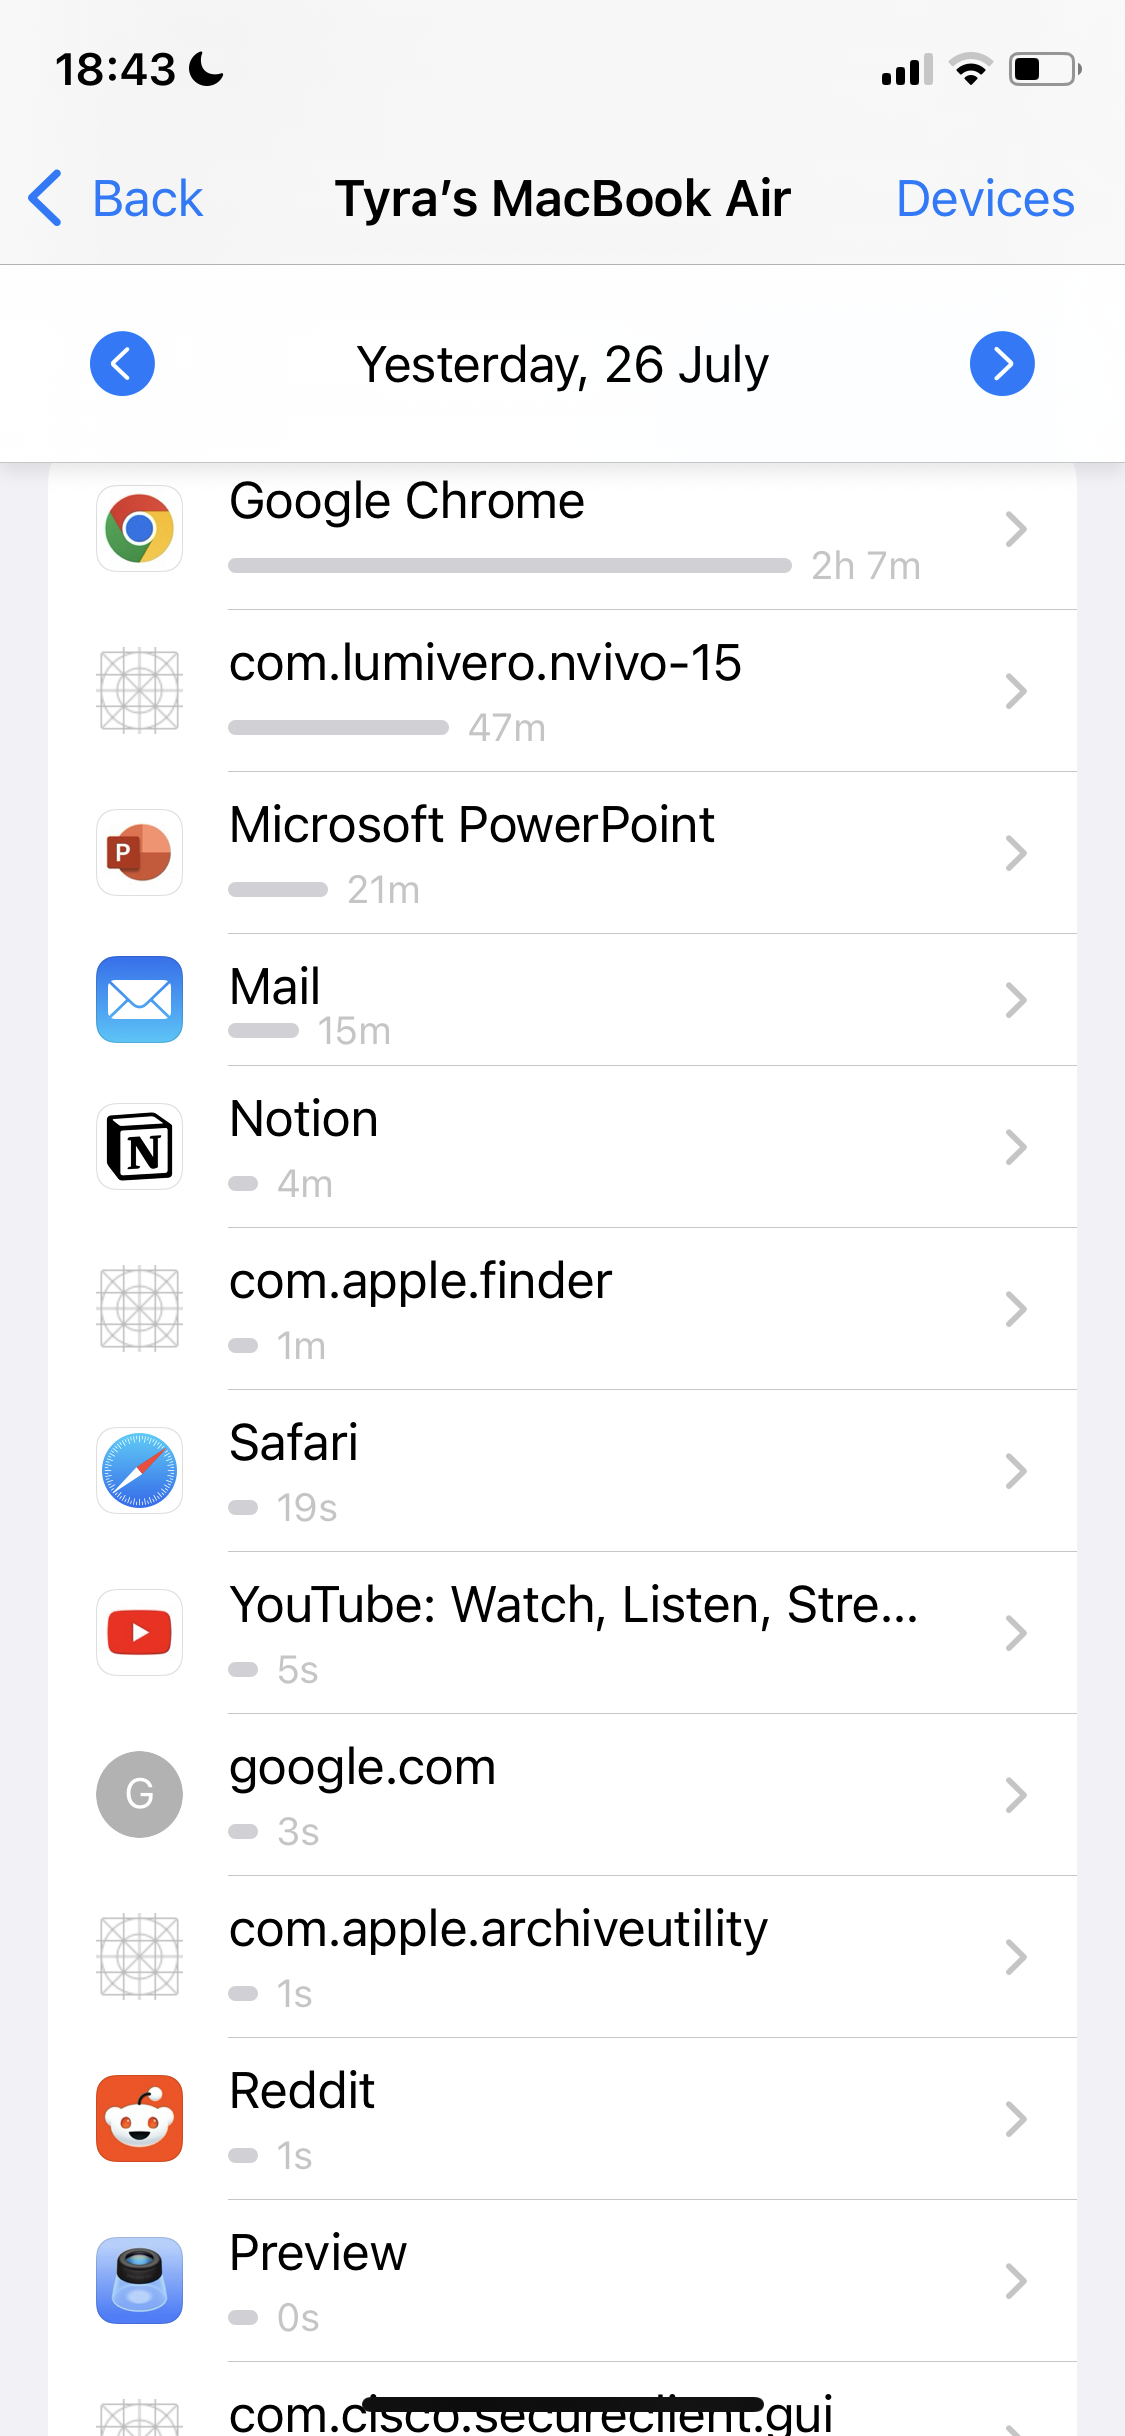 18:43
Back
Tyra’s MacBook Air
Devices
Yesterday, 26 July
Google Chrome
2h 7m
com.lumivero.nvivo-15
47m
P
Microsoft PowerPoint
21m
Mail
15m
N
Notion
4m
com.apple.finder
1m
Safari
19s
YouTube: Watch, Listen, Stre...
5s
G
google.com
3s
com.apple.archiveutility
1s
Reddit
1s
Preview
0s
com.cisco.secureclient.gui